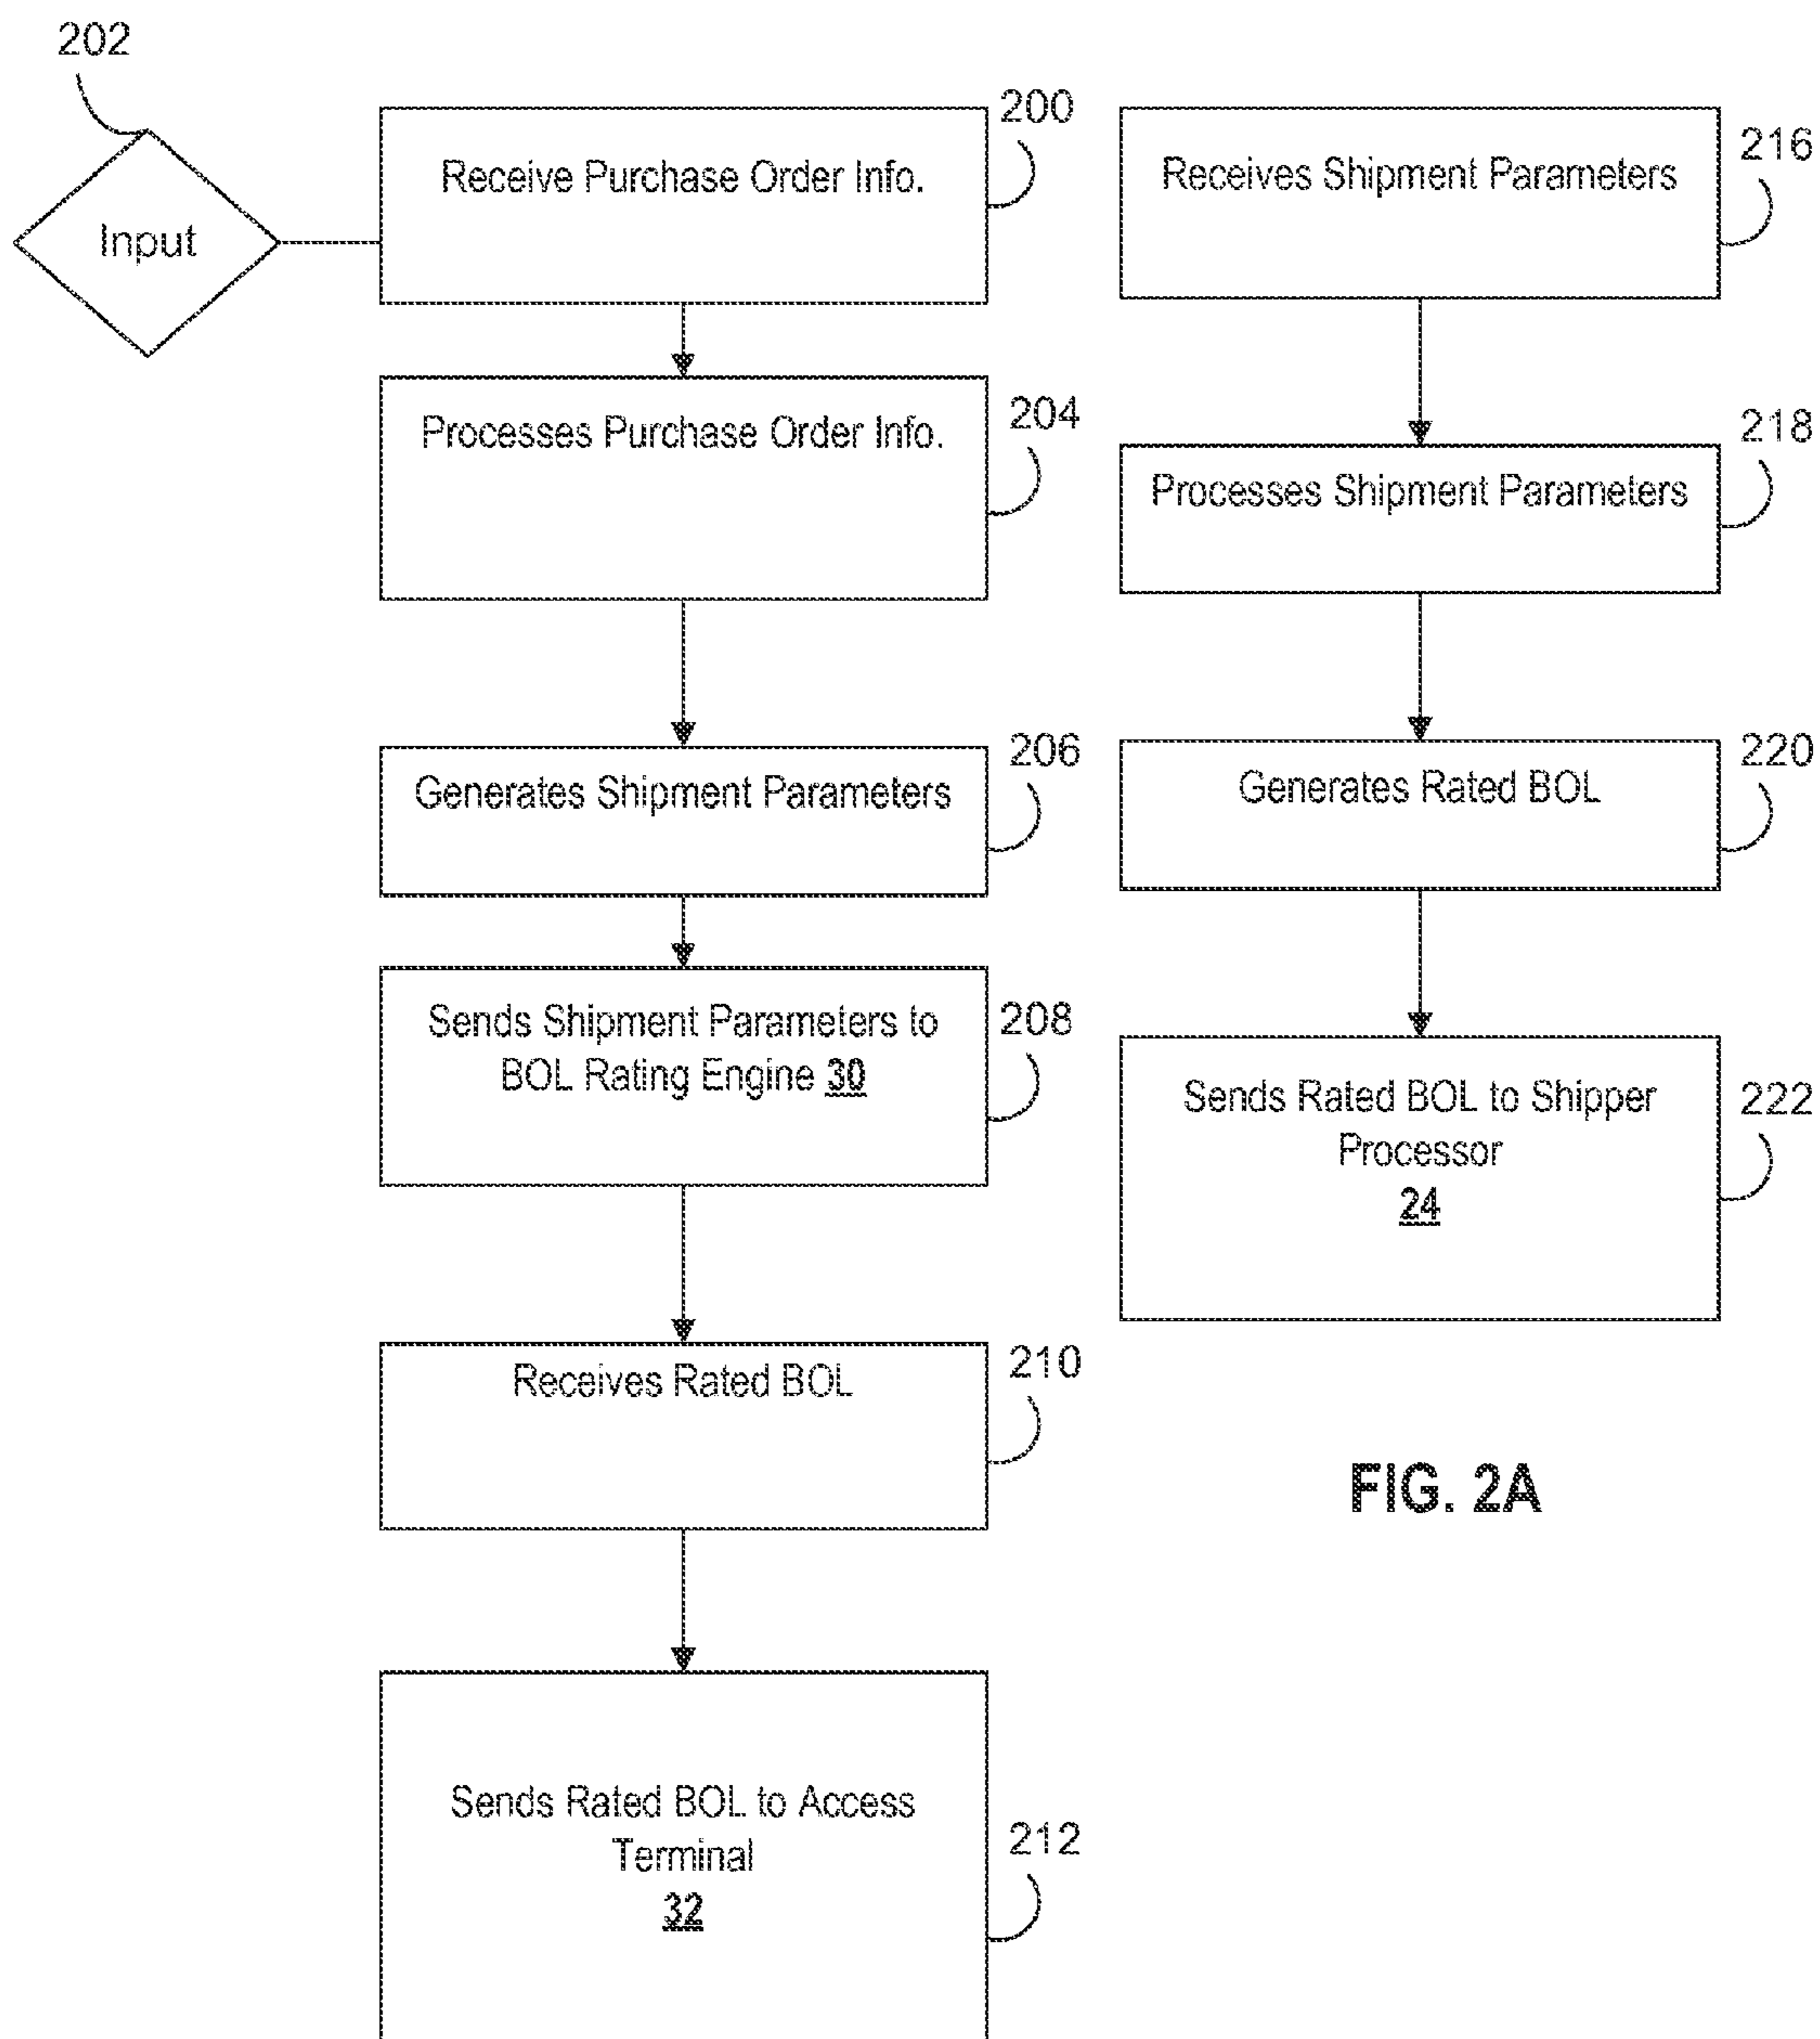 202
Input
200
Receive Purchase Order Info.
204
Processes Purchase Order Info.
206
Generates Shipment Parameters
208
Sends Shipment Parameters to
BOL Rating Engine 30
210
Receives Rated BOL
212
Sends Rated BOL to Access
Terminal
32
216
Receives Shipment Parameters
218
Processes Shipment Parameters
220
Generates Rated BOL
222
Sends Rated BOL to Shipper
Processor
24
FIG. 2A